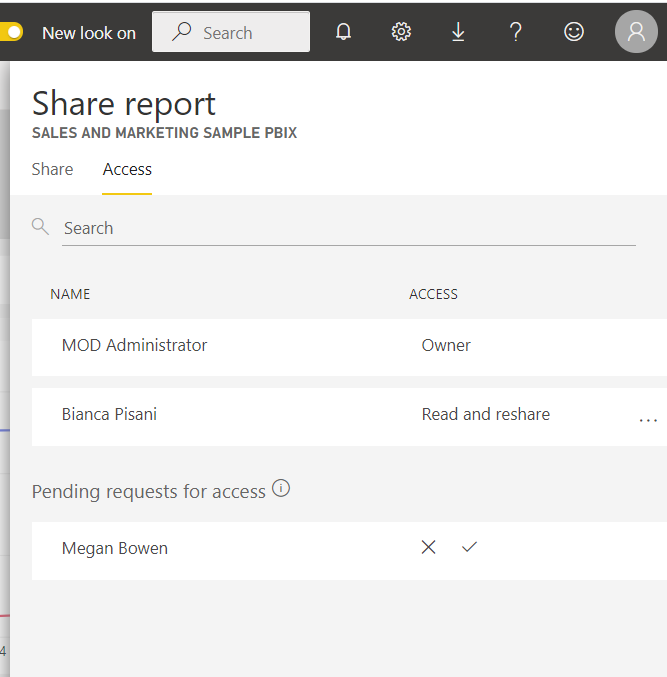 New look on Search ?
Share report
SALES AND MARKETING SAMPLE PBIX
Share Access
Search
NAME ACCESS
MOD Administrator Owner
Bianca Pisani Read and reshare ...
Pending requests for access
Megan Bowen
4